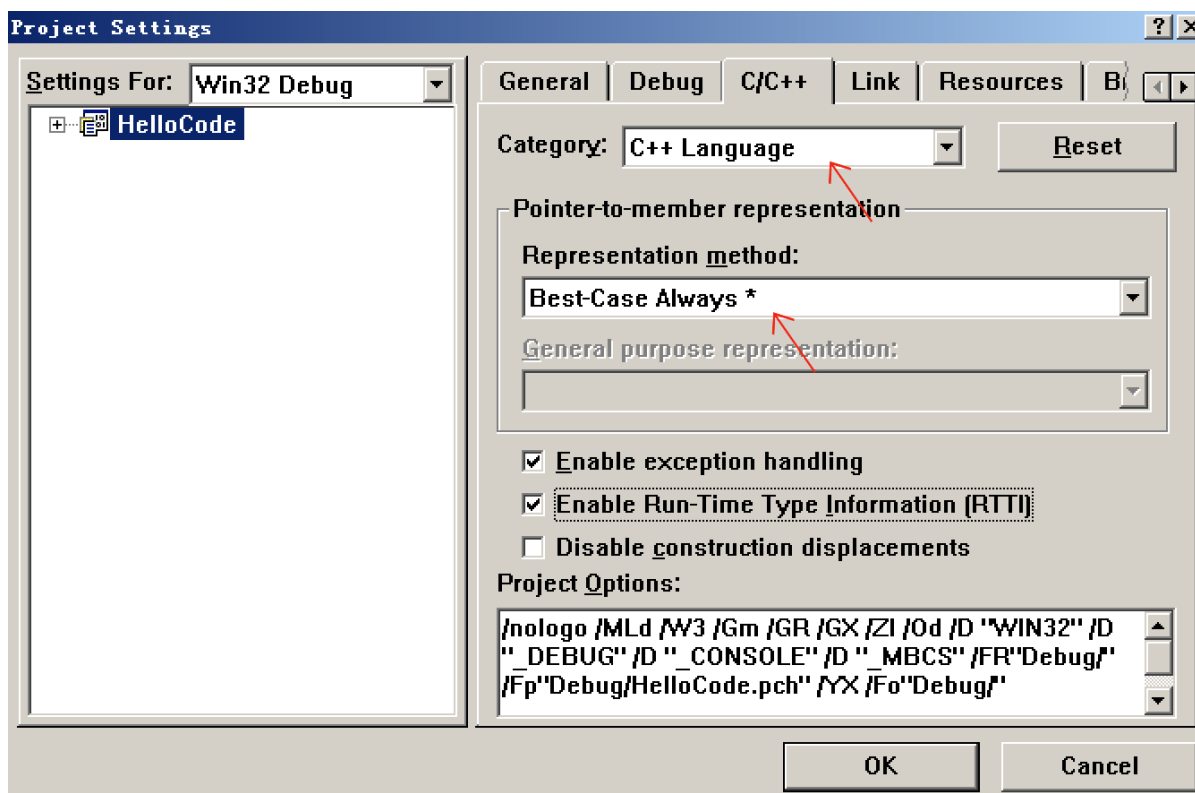 Project Settings
Settings For: Win32 Debug
HelloCode
General Debug C/C++ Link Resources
Category: C++ Language Reset
Pointer-to-member representation
Representation method:
Best-Case Always *
General purpose representation:
Enable exception handling
Enable Run-Time Type Information (RTTI)
Disable construction displacements
Project Options:
/nologo /MLd /W3 /Gm /GR /GX /ZI /Od /D "WIN32" /D
"_DEBUG" /D "_CONSOLE" /D "_MBCS" /FR"Debug/"
/Fp"Debug/HelloCode.pch" /YX /Fo"Debug/"
OK Cancel